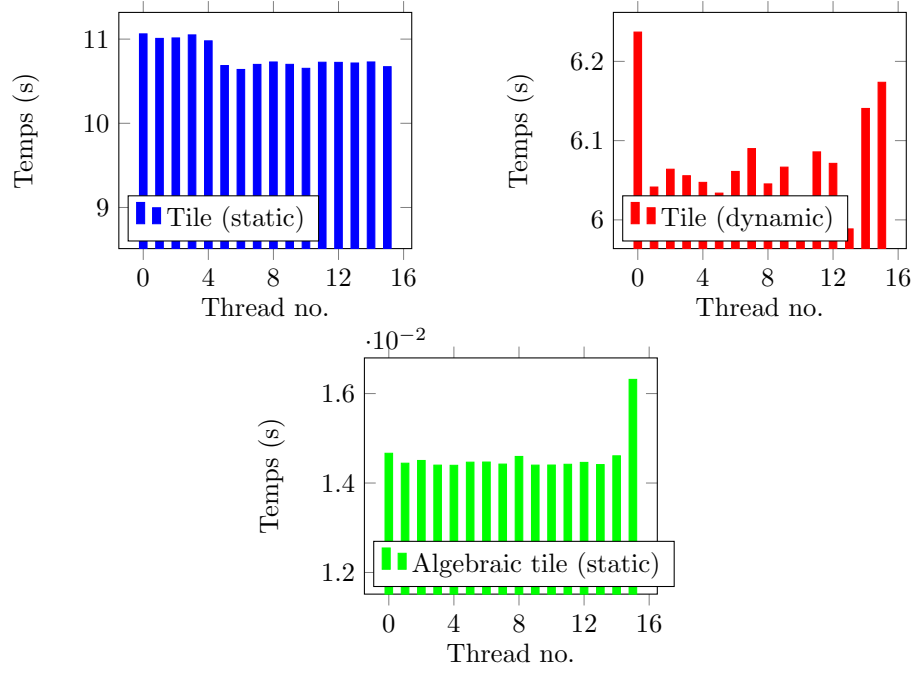 11
10
9
Temps (s)
Tile (static)
0 4 8 12 16
Thread no.
6.2
6.1
6
Temps (s)
Tile (dynamic)
0 4 8 12 16
Thread no.
·10⁻²
1.6
1.4
1.2
Temps (s)
Algebraic tile (static)
0 4 8 12 16
Thread no.